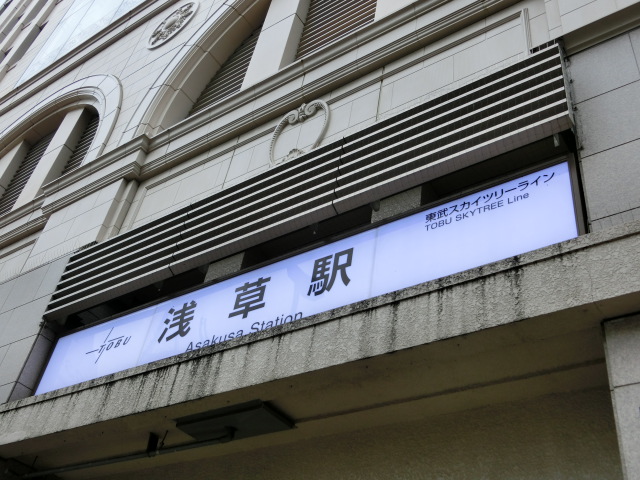 TOBU
浅草駅
Asakusa Station
東武スカイツリーライン
TOBU SKYTREE Line